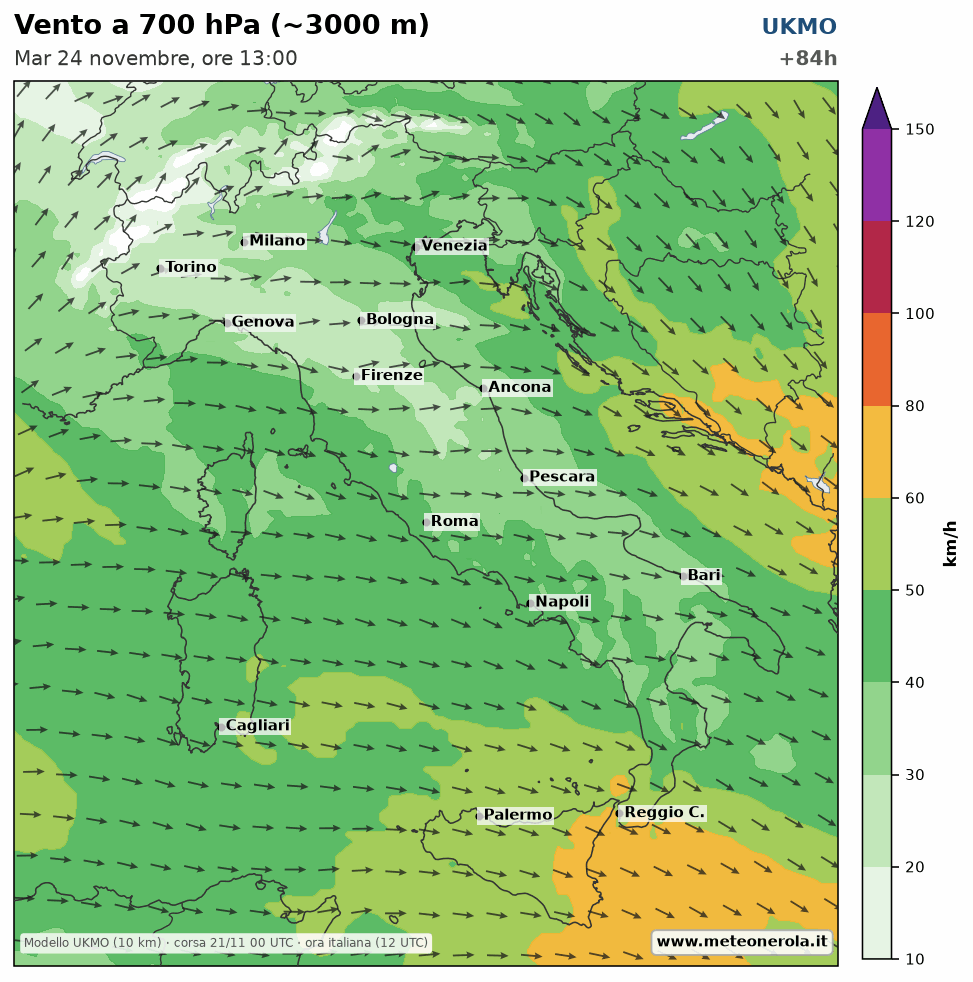 Vento a 700 hPa (~3000 m)
UKMO
Mar 24 novembre, ore 13:00
+84h
150
120
100
80
60
50
40
30
20
10
km/h
Milano
Venezia
Torino
Genova
Bologna
Firenze
Ancona
Pescara
Roma
Bari
Napoli
Cagliari
Palermo
Reggio C.
Modello UKMO (10 km) · corsa 21/11 00 UTC · ora italiana (12 UTC)
www.meteonerola.it